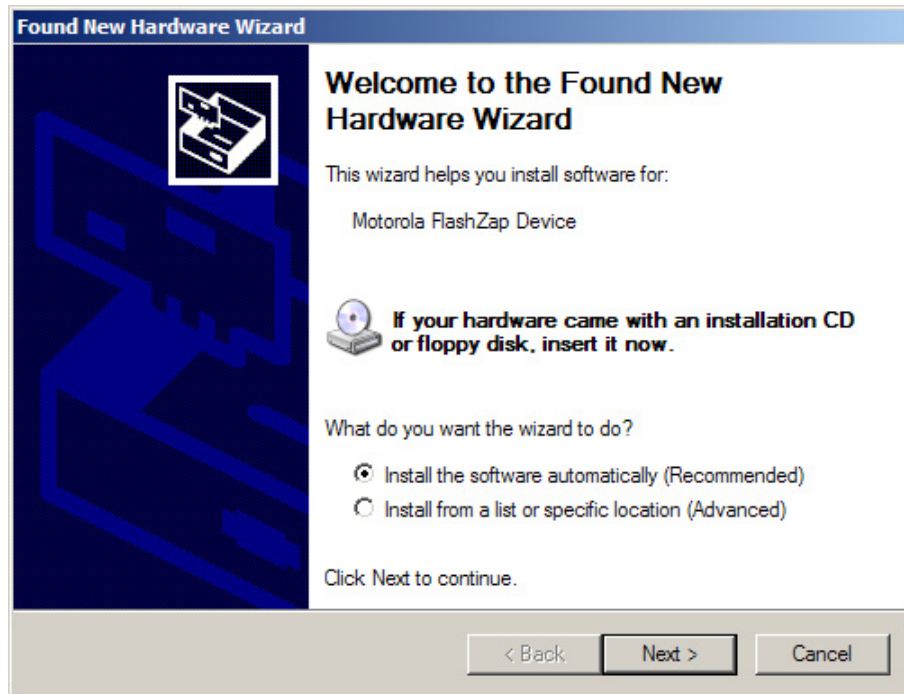 Found New Hardware Wizard
Welcome to the Found New
Hardware Wizard
This wizard helps you install software for:
Motorola FlashZap Device
If your hardware came with an installation CD
or floppy disk, insert it now.
What do you want the wizard to do?
Install the software automatically (Recommended)
Install from a list or specific location (Advanced)
Click Next to continue.
< Back
Next >
Cancel